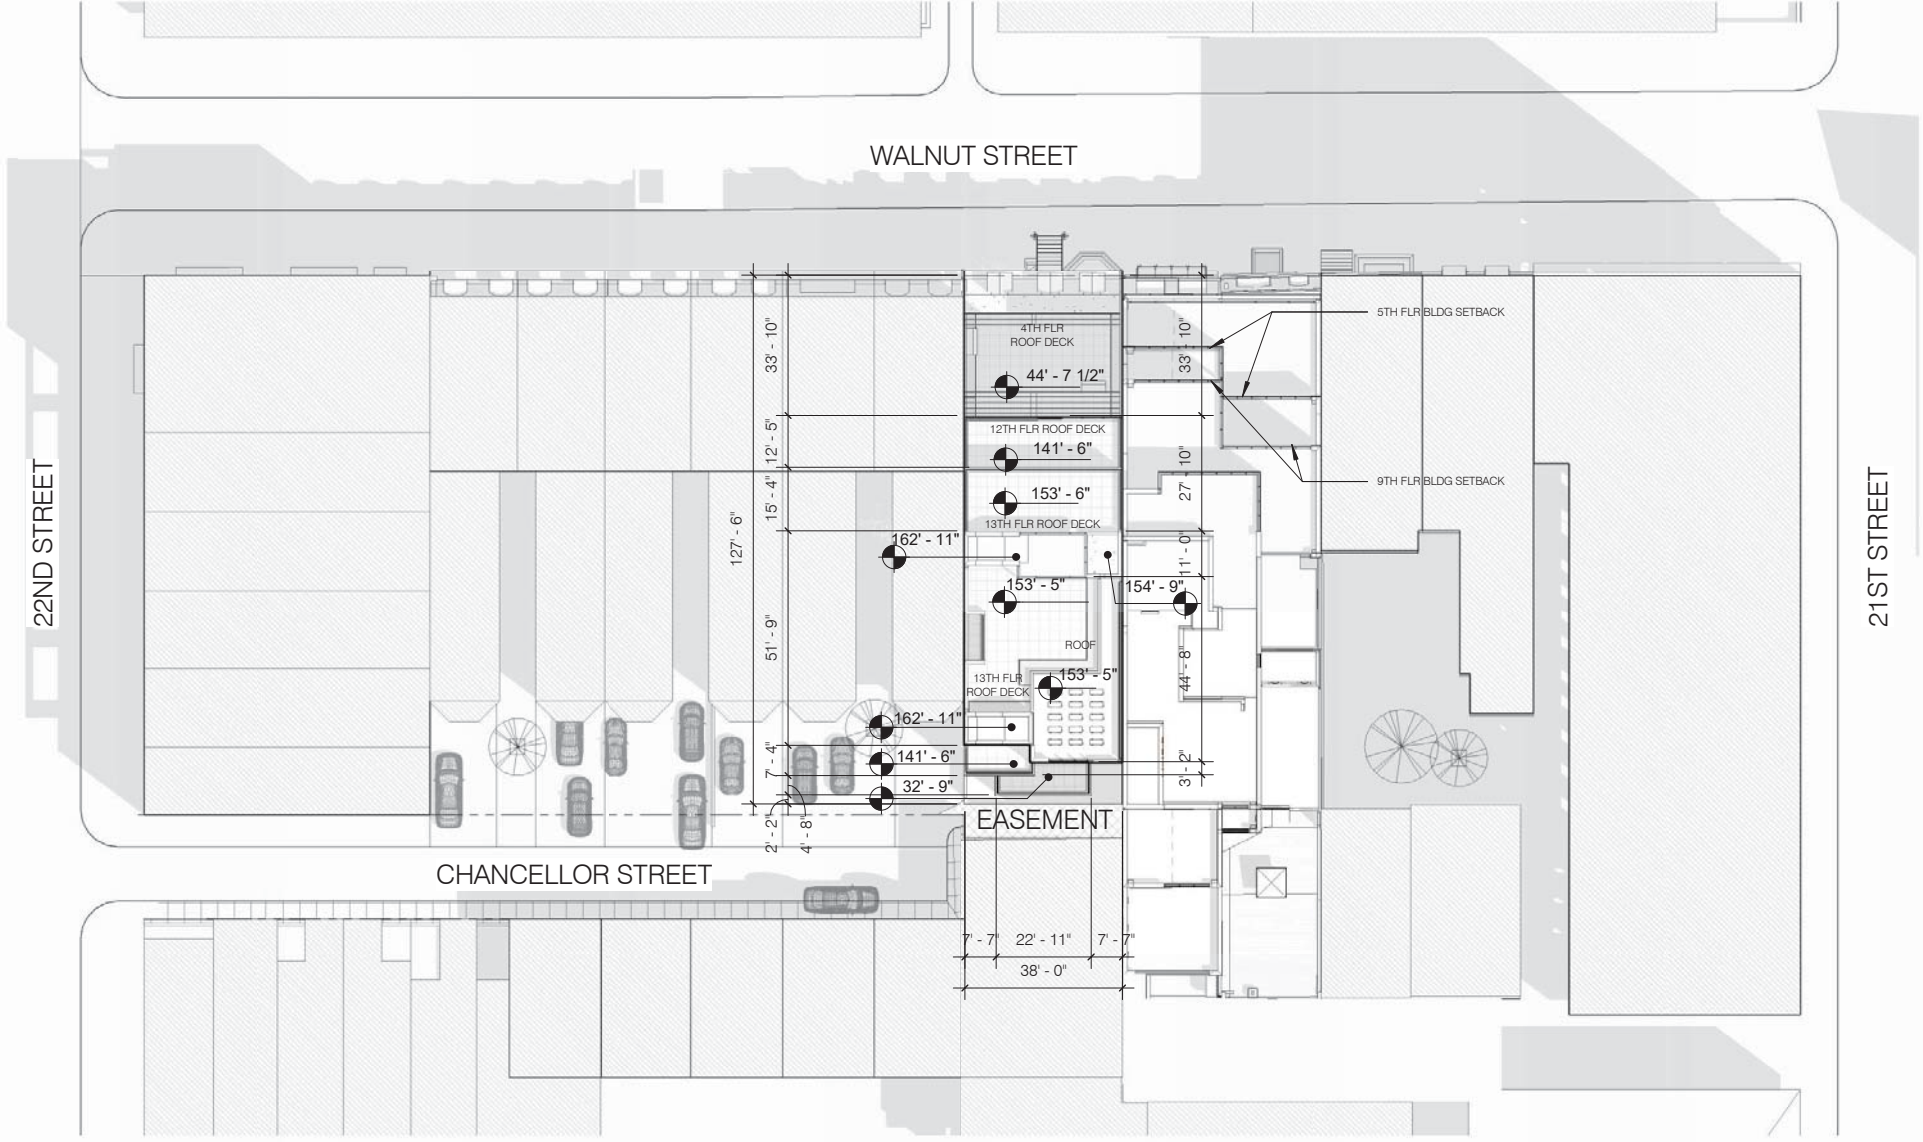 WALNUT STREET
22ND STREET
21ST STREET
CHANCELLOR STREET
EASEMENT
4TH FLR
ROOF DECK
44' - 7 1/2"
12TH FLR ROOF DECK
141' - 6"
153' - 6"
13TH FLR ROOF DECK
162' - 11"
153' - 5"
154' - 9"
ROOF
153' - 5"
13TH FLR
ROOF DECK
162' - 11"
141' - 6"
32' - 9"
5TH FLR BLDG SETBACK
9TH FLR BLDG SETBACK
127' - 6"
33' - 10"
12' - 5"
15' - 4"
51' - 9"
7' - 4"
2' - 2"
4' - 8"
33' - 10"
27' - 10"
11' - 0"
44' - 8"
3' - 2"
7' - 7"
22' - 11"
7' - 7"
38' - 0"